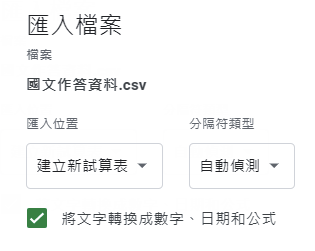 匯入檔案
檔案
國文作答資料.csv
匯入位置 分隔符類型
建立新試算表 自動偵測
將文字轉換成數字、日期和公式